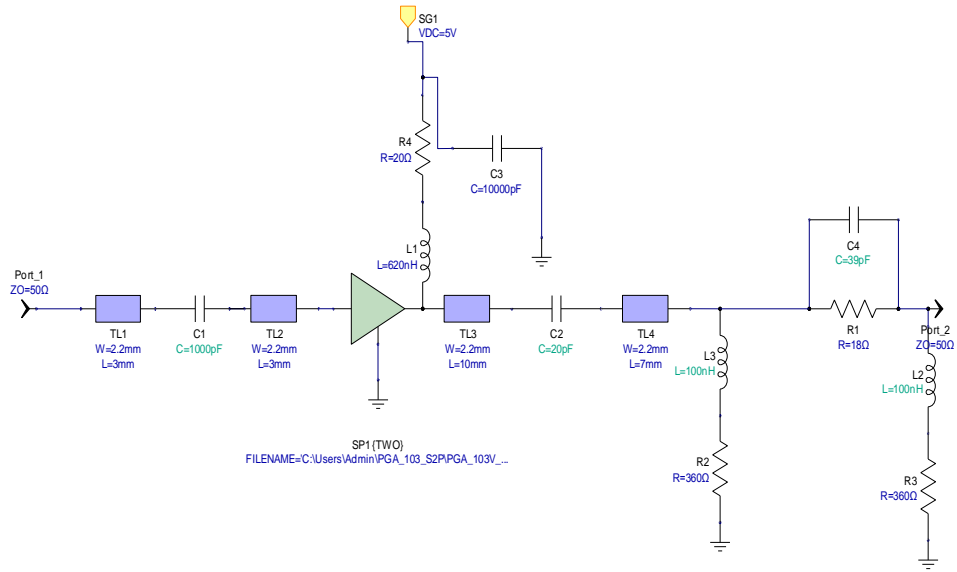 SG1
VDC=5V
R4
R=20Ω
C3
C=10000pF
L1
L=620nH
C4
C=39pF
Port_1
ZO=50Ω
TL1
W=2.2mm
L=3mm
C1
C=1000pF
TL2
W=2.2mm
L=3mm
TL3
W=2.2mm
L=10mm
C2
C=20pF
TL4
W=2.2mm
L=7mm
L3
L=100nH
R1
R=18Ω
Port_2
ZO=50Ω
L2
L=100nH
SP1{TWO}
FILENAME='C:\Users\Admin\PGA_103_S2P\PGA_103V_...
R2
R=360Ω
R3
R=360Ω